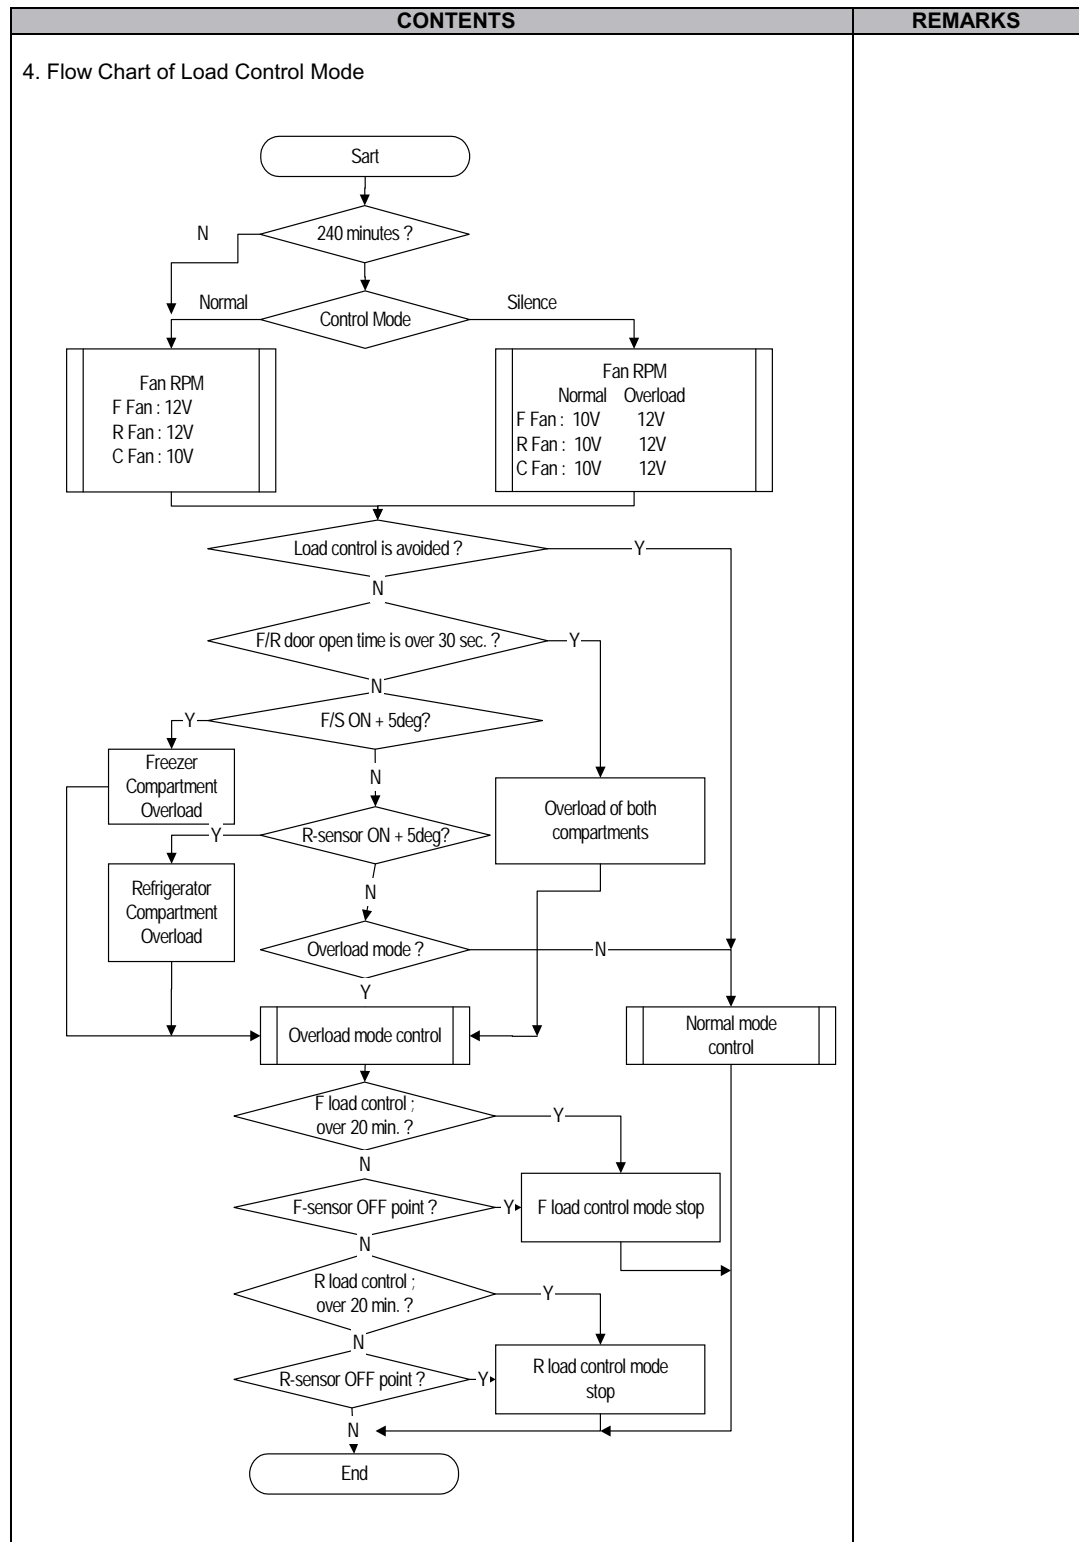 CONTENTS
REMARKS
4. Flow Chart of Load Control Mode
Sart
240 minutes ?
N
Control Mode
Normal
Silence
Fan RPM
F Fan : 12V
R Fan : 12V
C Fan : 10V
Fan RPM
Normal Overload
F Fan : 10V 12V
R Fan : 10V 12V
C Fan : 10V 12V
Load control is avoided ?
Y
N
F/R door open time is over 30 sec. ?
Y
N
F/S ON + 5deg?
Y
Freezer
Compartment
Overload
N
Overload of both
compartments
R-sensor ON + 5deg?
Y
Refrigerator
Compartment
Overload
N
Overload mode ?
N
Y
Overload mode control
Normal mode
control
F load control ;
over 20 min. ?
Y
N
F-sensor OFF point ?
Y
F load control mode stop
N
R load control ;
over 20 min. ?
Y
N
R-sensor OFF point ?
Y
R load control mode
stop
N
End